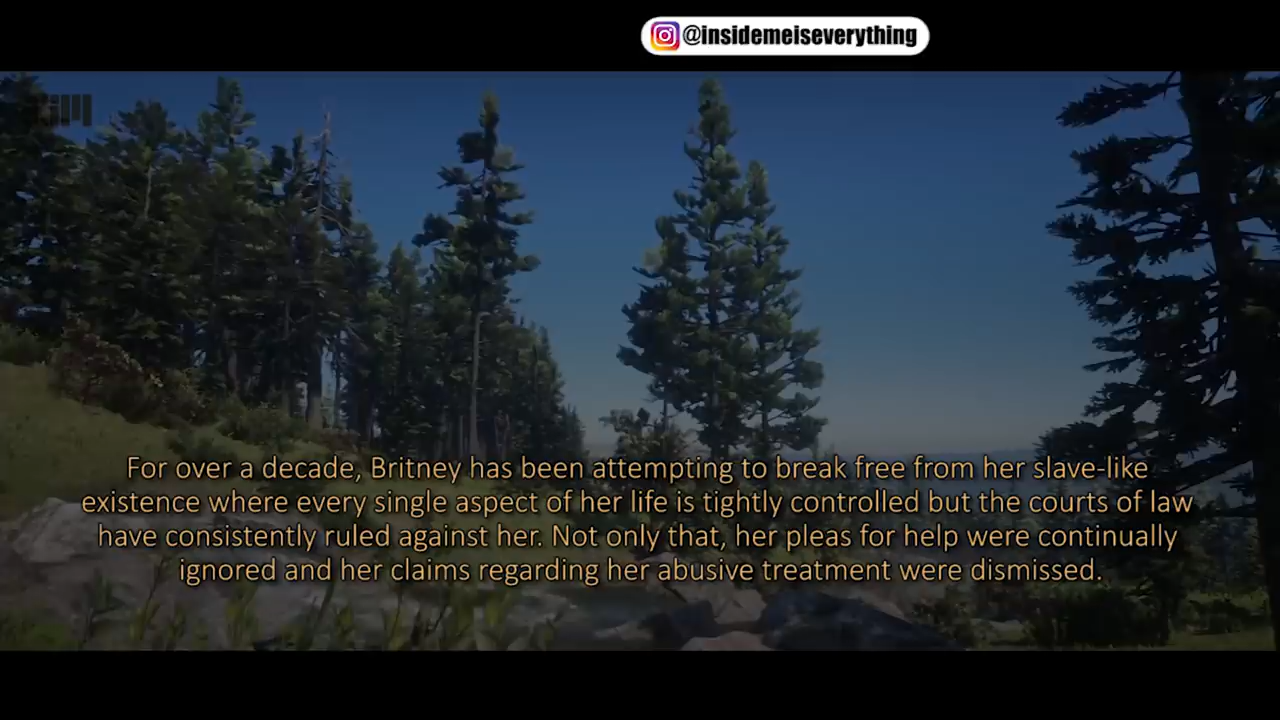 @insidemeiseverything
For over a decade, Britney has been attempting to break free from her slave-like
existence where every single aspect of her life is tightly controlled but the courts of law
have consistently ruled against her. Not only that, her pleas for help were continually
ignored and her claims regarding her abusive treatment were dismissed.